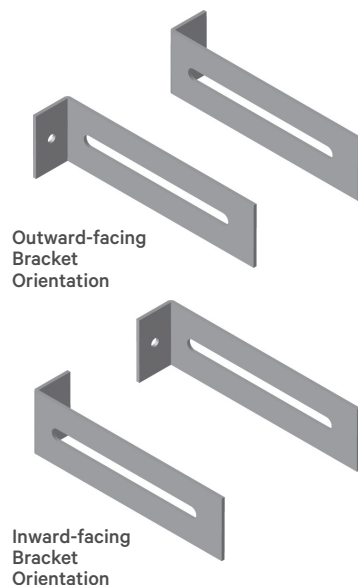 Outward-facing
Bracket
Orientation
Inward-facing
Bracket
Orientation